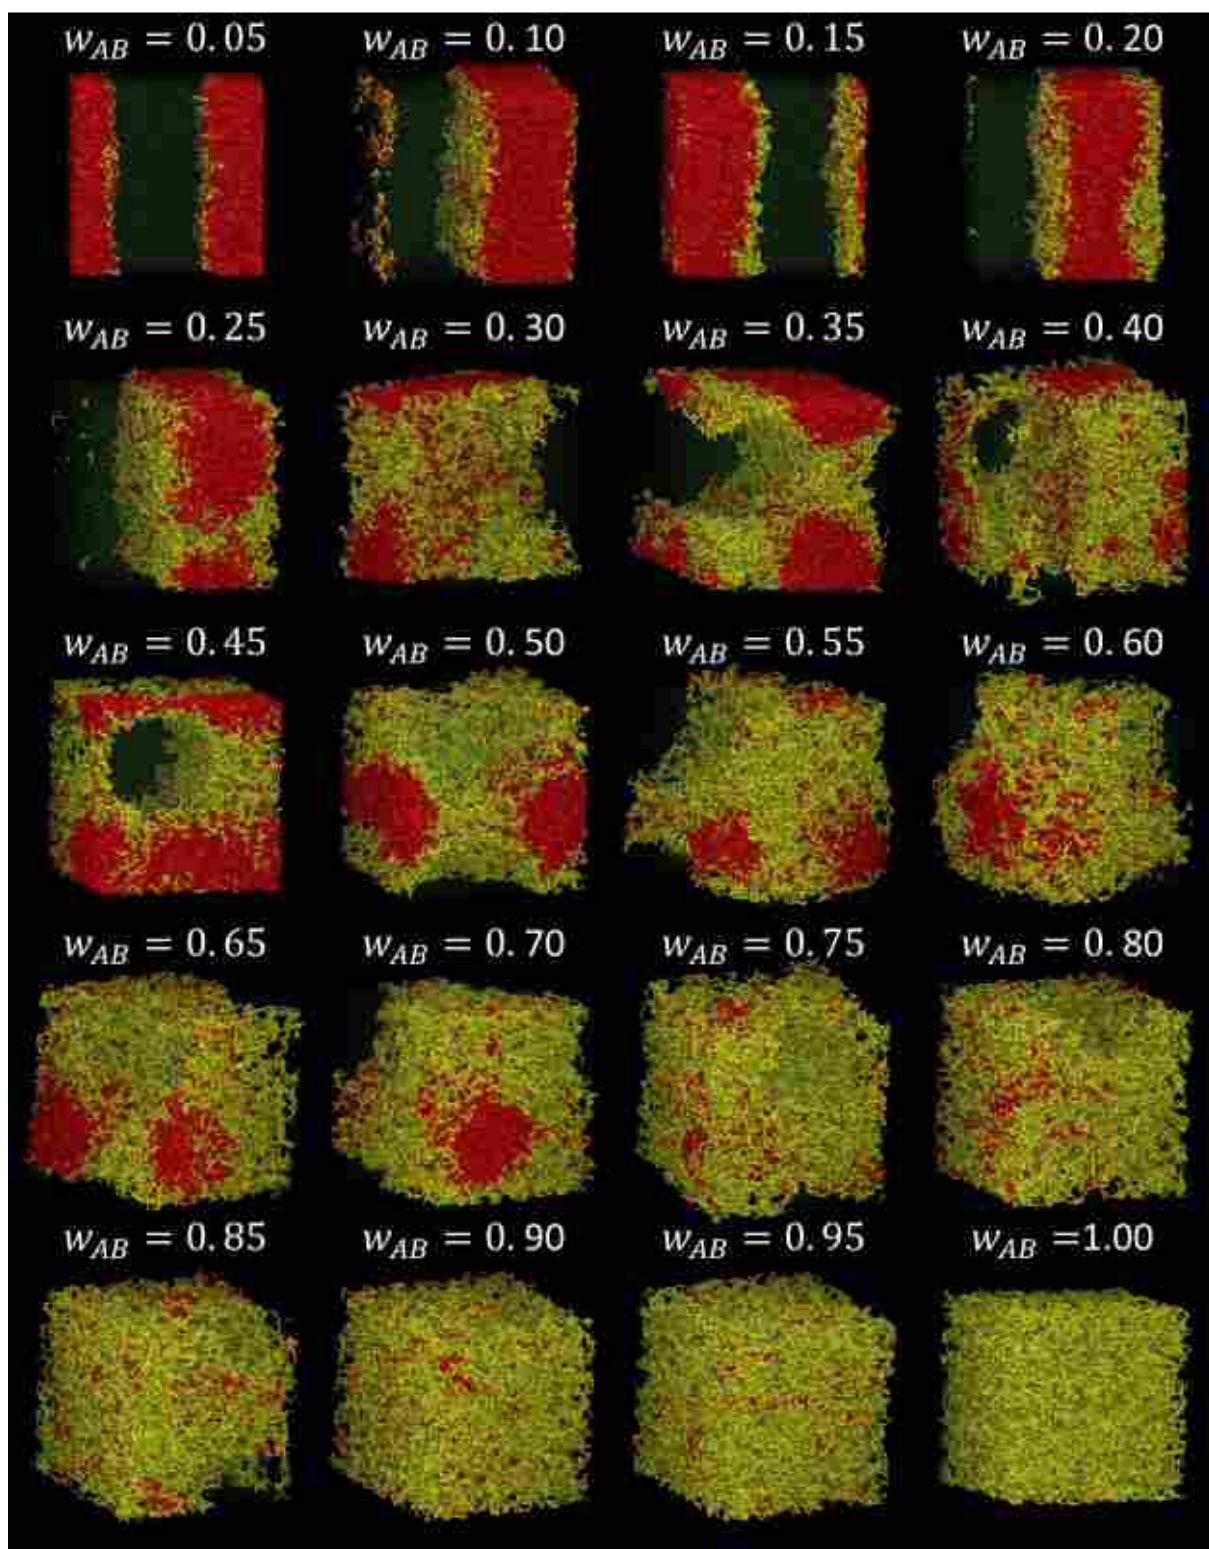 w_AB = 0.05 w_AB = 0.10 w_AB = 0.15 w_AB = 0.20
w_AB = 0.25 w_AB = 0.30 w_AB = 0.35 w_AB = 0.40
w_AB = 0.45 w_AB = 0.50 w_AB = 0.55 w_AB = 0.60
w_AB = 0.65 w_AB = 0.70 w_AB = 0.75 w_AB = 0.80
w_AB = 0.85 w_AB = 0.90 w_AB = 0.95 w_AB =1.00